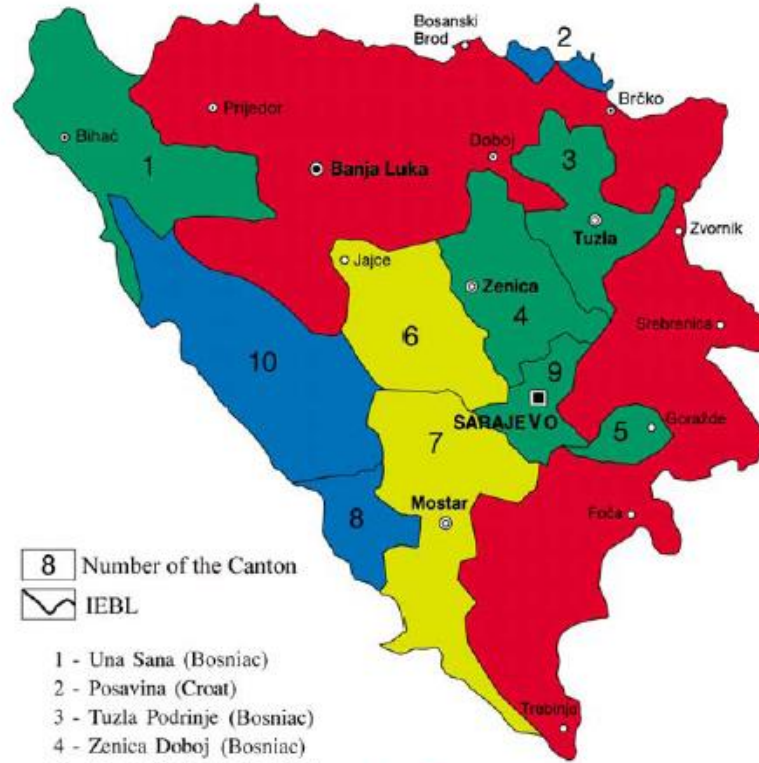 Bosanski
Brod
2
Brčko
Prijedor
Bihać
Doboj
3
1
Banja Luka
Tuzla
Zvornik
Jajce
Zenica
4
Srebrenica
6
10
9
SARAJEVO
5
Goražde
7
Mostar
8
Foča
8 Number of the Canton
IEBL
1 - Una Sana (Bosniac)
2 - Posavina (Croat)
3 - Tuzla Podrinje (Bosniac)
4 - Zenica Doboj (Bosniac)
Trebinje